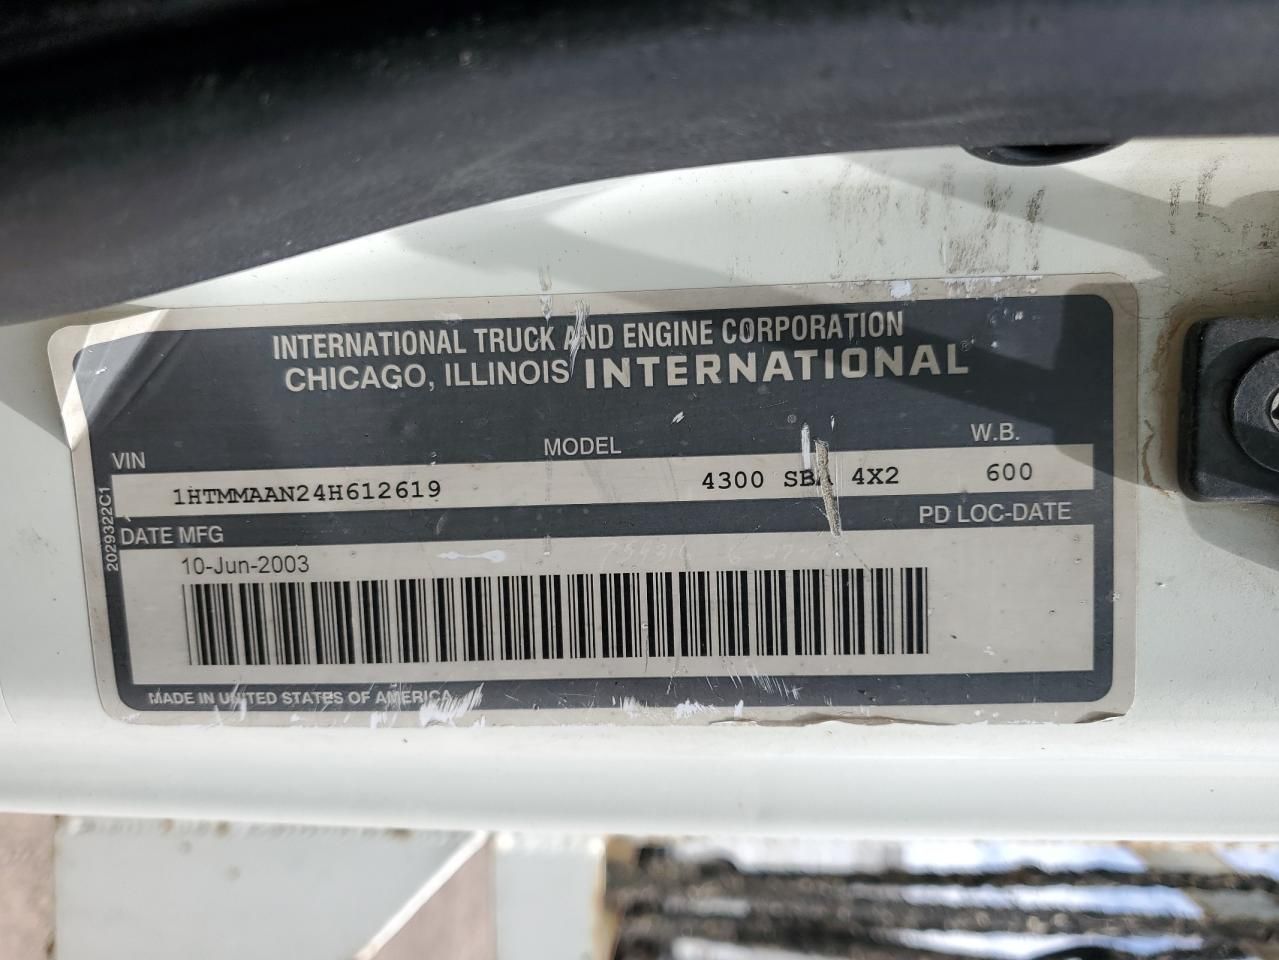 INTERNATIONAL TRUCK AND ENGINE CORPORATION
CHICAGO, ILLINOIS INTERNATIONAL®
VIN MODEL W.B.
1HTMMAAN24H612619 4300 SBA 4X2 600
DATE MFG PD LOC-DATE
10-Jun-2003
MADE IN UNITED STATES OF AMERICA
2029322C1